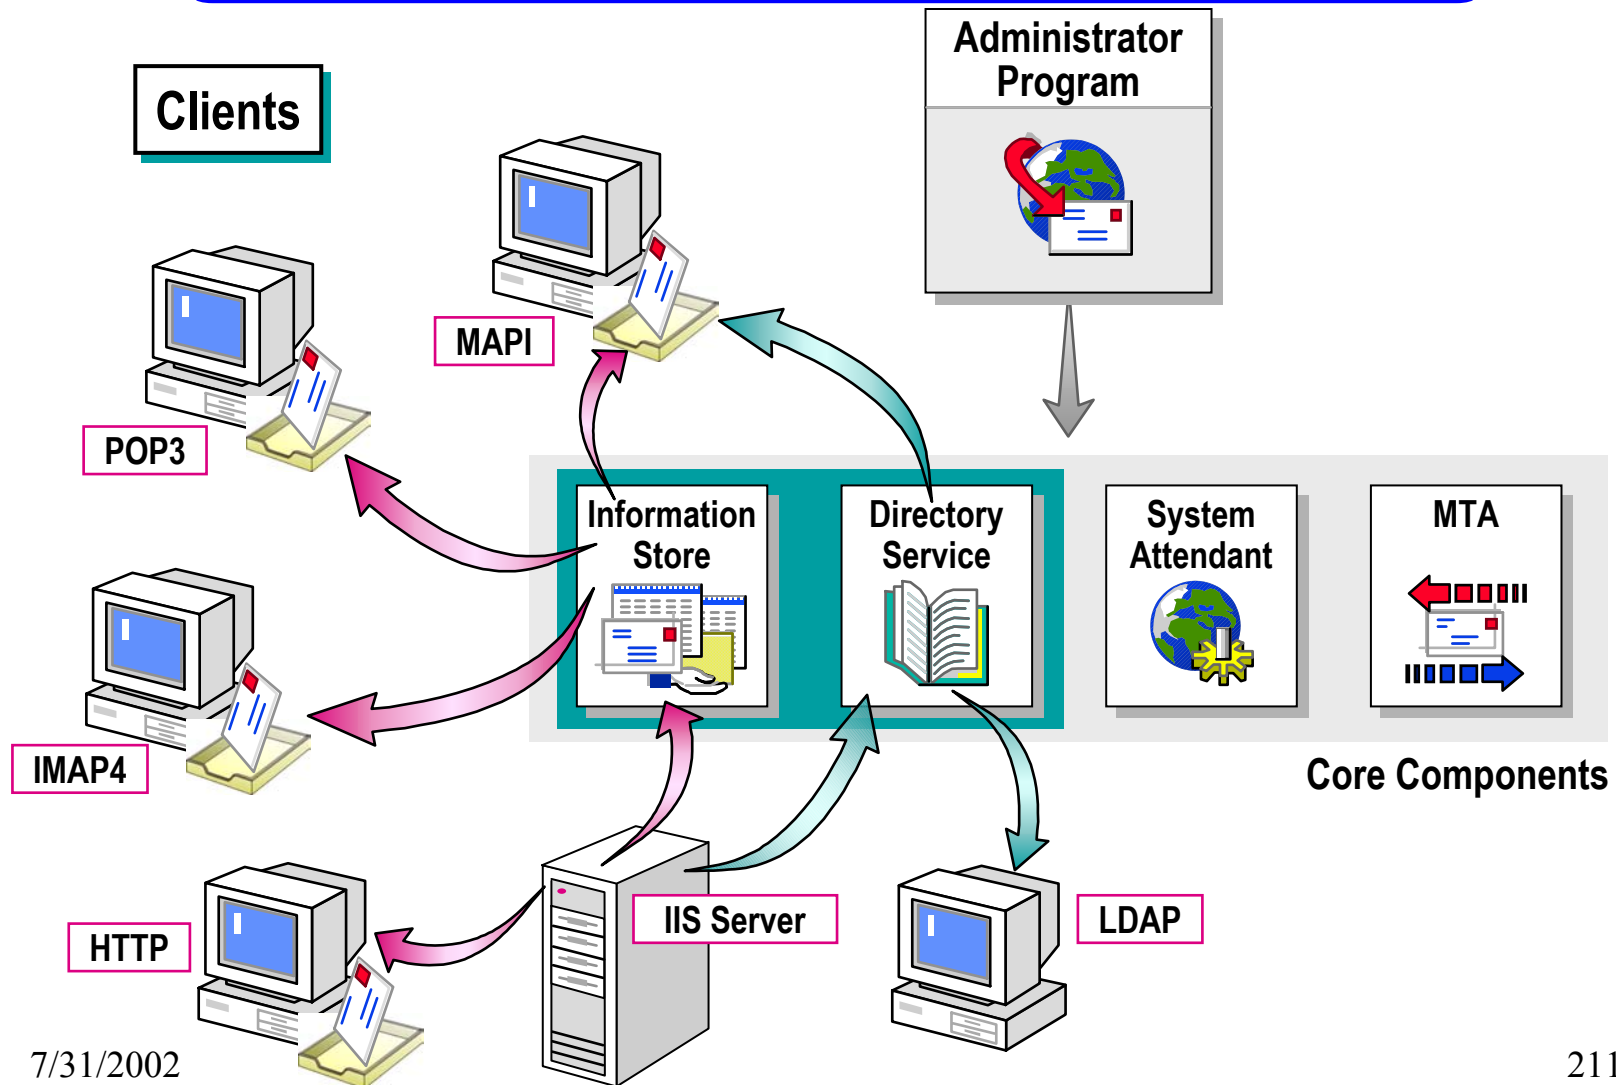 Administrator
Program
Clients
MAPI
POP3
Information
Store
Directory
Service
System
Attendant
MTA
IMAP4
Core Components
HTTP
IIS Server
LDAP
7/31/2002
211